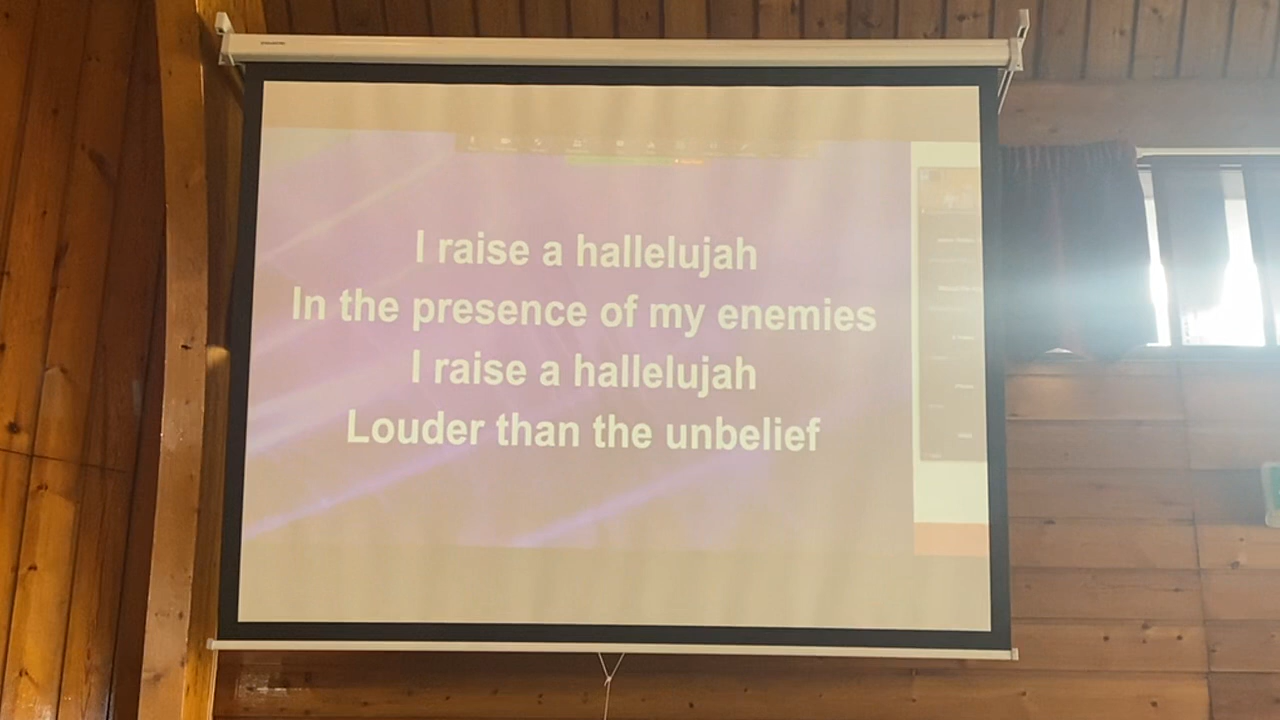 I raise a hallelujah
In the presence of my enemies
I raise a hallelujah
Louder than the unbelief